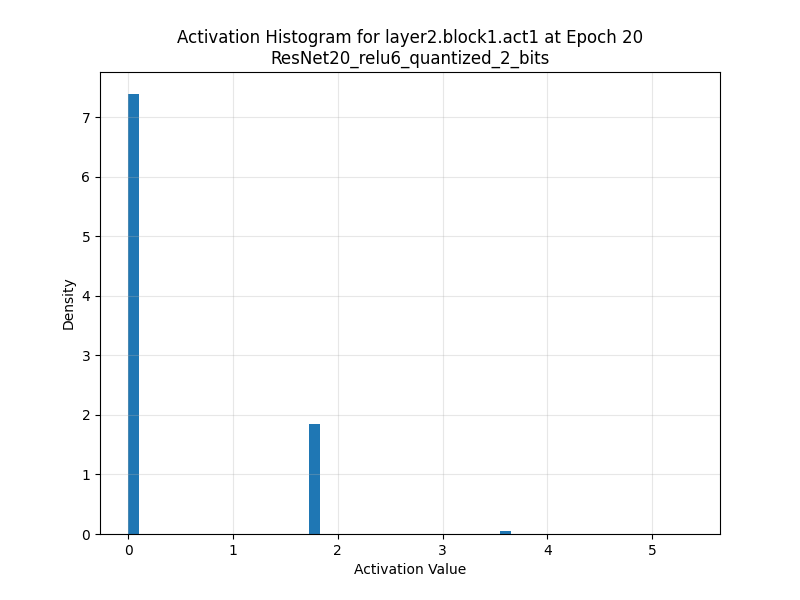 Activation Histogram for layer2.block1.act1 at Epoch 20
ResNet20_relu6_quantized_2_bits
7
6
5
4
3
2
1
0
Density
0 1 2 3 4 5
Activation Value